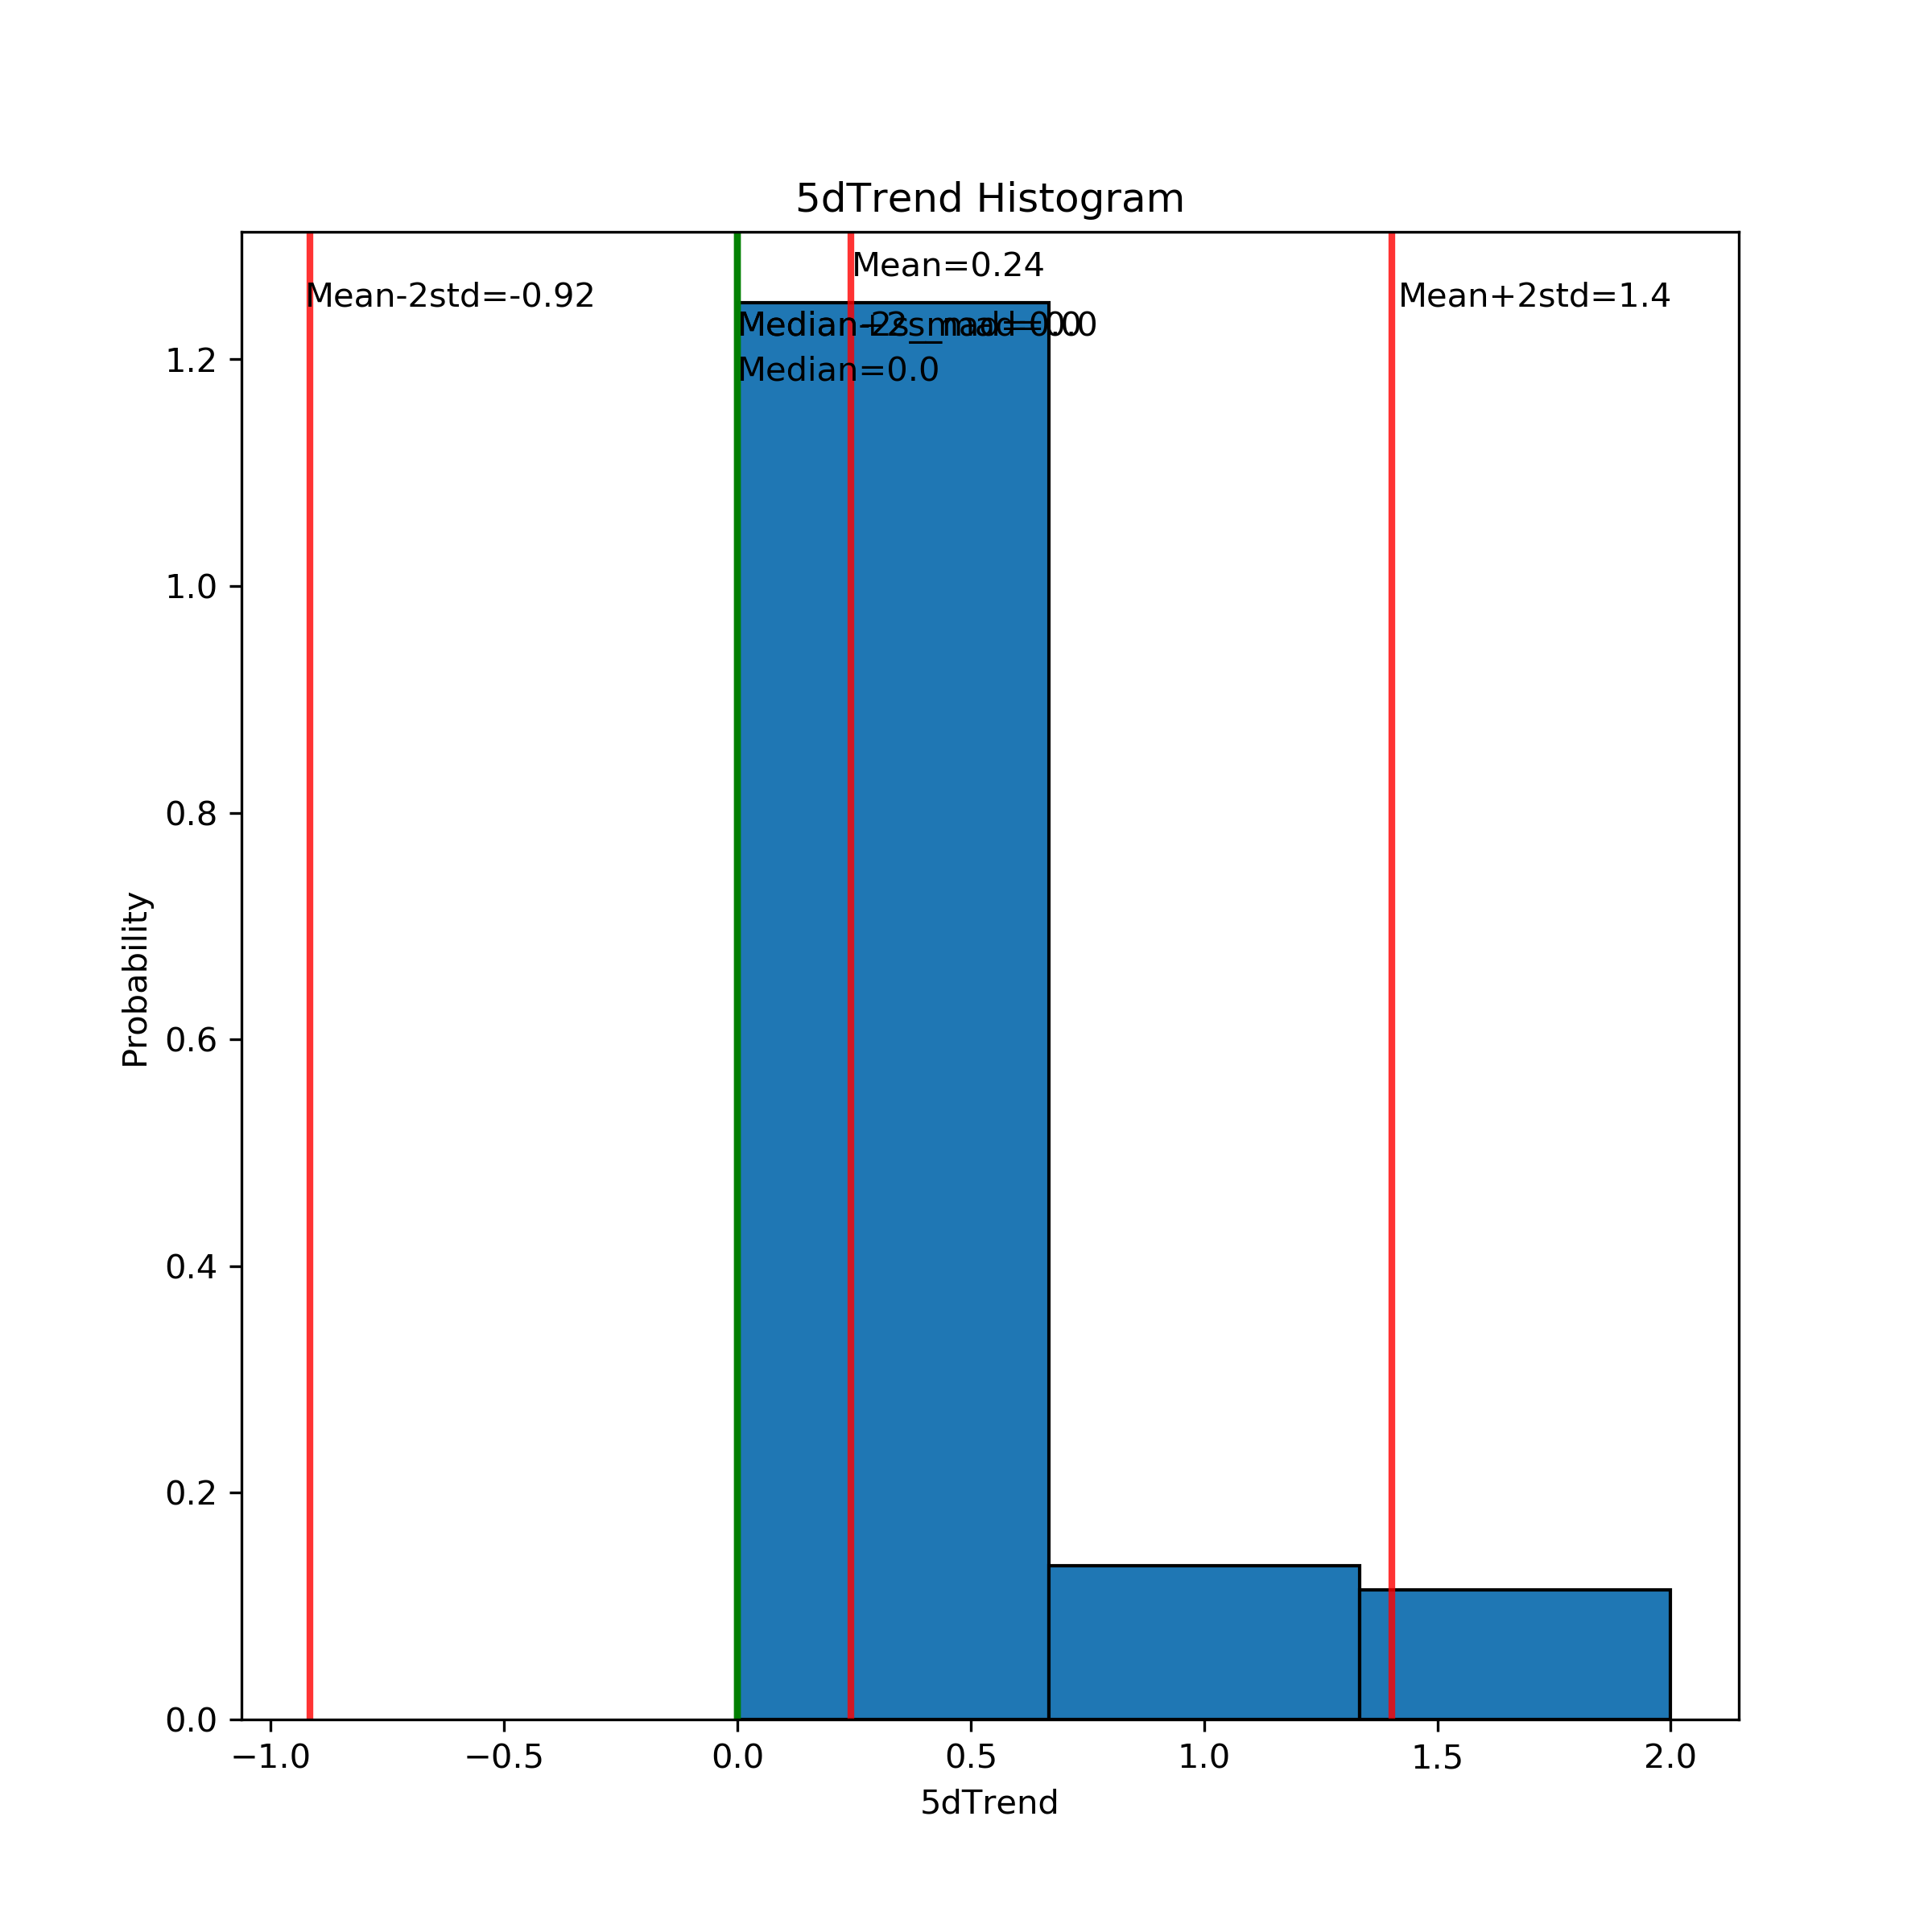 5dTrend Histogram
Mean=0.24
Mean-2std=-0.92
Mean+2std=1.4
Median
Median=0.0
1.2
1.0
0.8
0.6
0.4
0.2
0.0
Probability
−1.0 −0.5 0.0 0.5 1.0 1.5 2.0
5dTrend